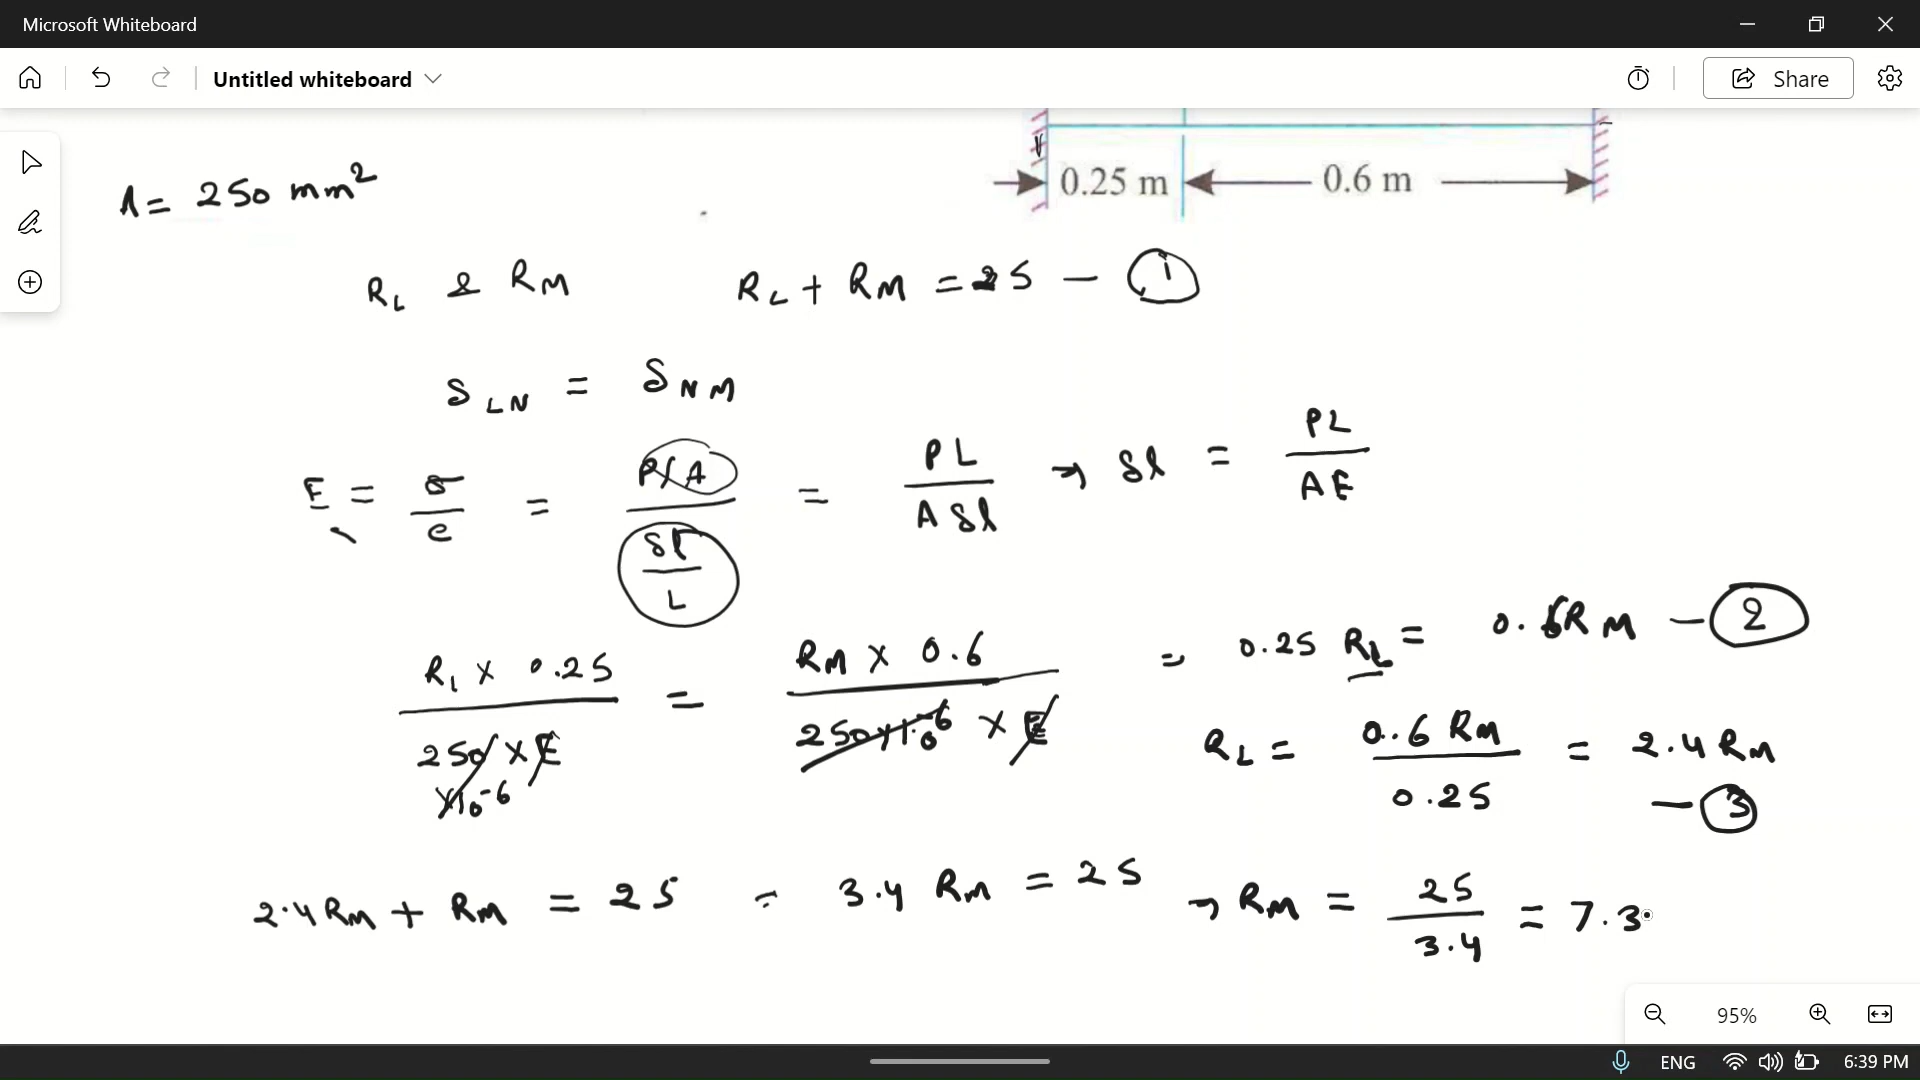 Microsoft Whiteboard
Untitled whiteboard
Share
0.25 m 0.6 m
A = 250 mm²
R_L & R_M R_L + R_M = 25 — ①
δ_LN = δ_NM
E = σ/e = (P/A)/(δl/L) = PL/(A δl) → δl = PL/(AE)
(R_L × 0.25)/(250 × 10⁻⁶ × E) = (R_M × 0.6)/(250 × 10⁻⁶ × E) = 0.25 R_L = 0.6 R_M — ②
R_L = 0.6 R_M/0.25 = 2.4 R_M — ③
2.4 R_M + R_M = 25 = 3.4 R_M = 25 → R_M = 25/3.4 = 7.3
95%
ENG 6:39 PM